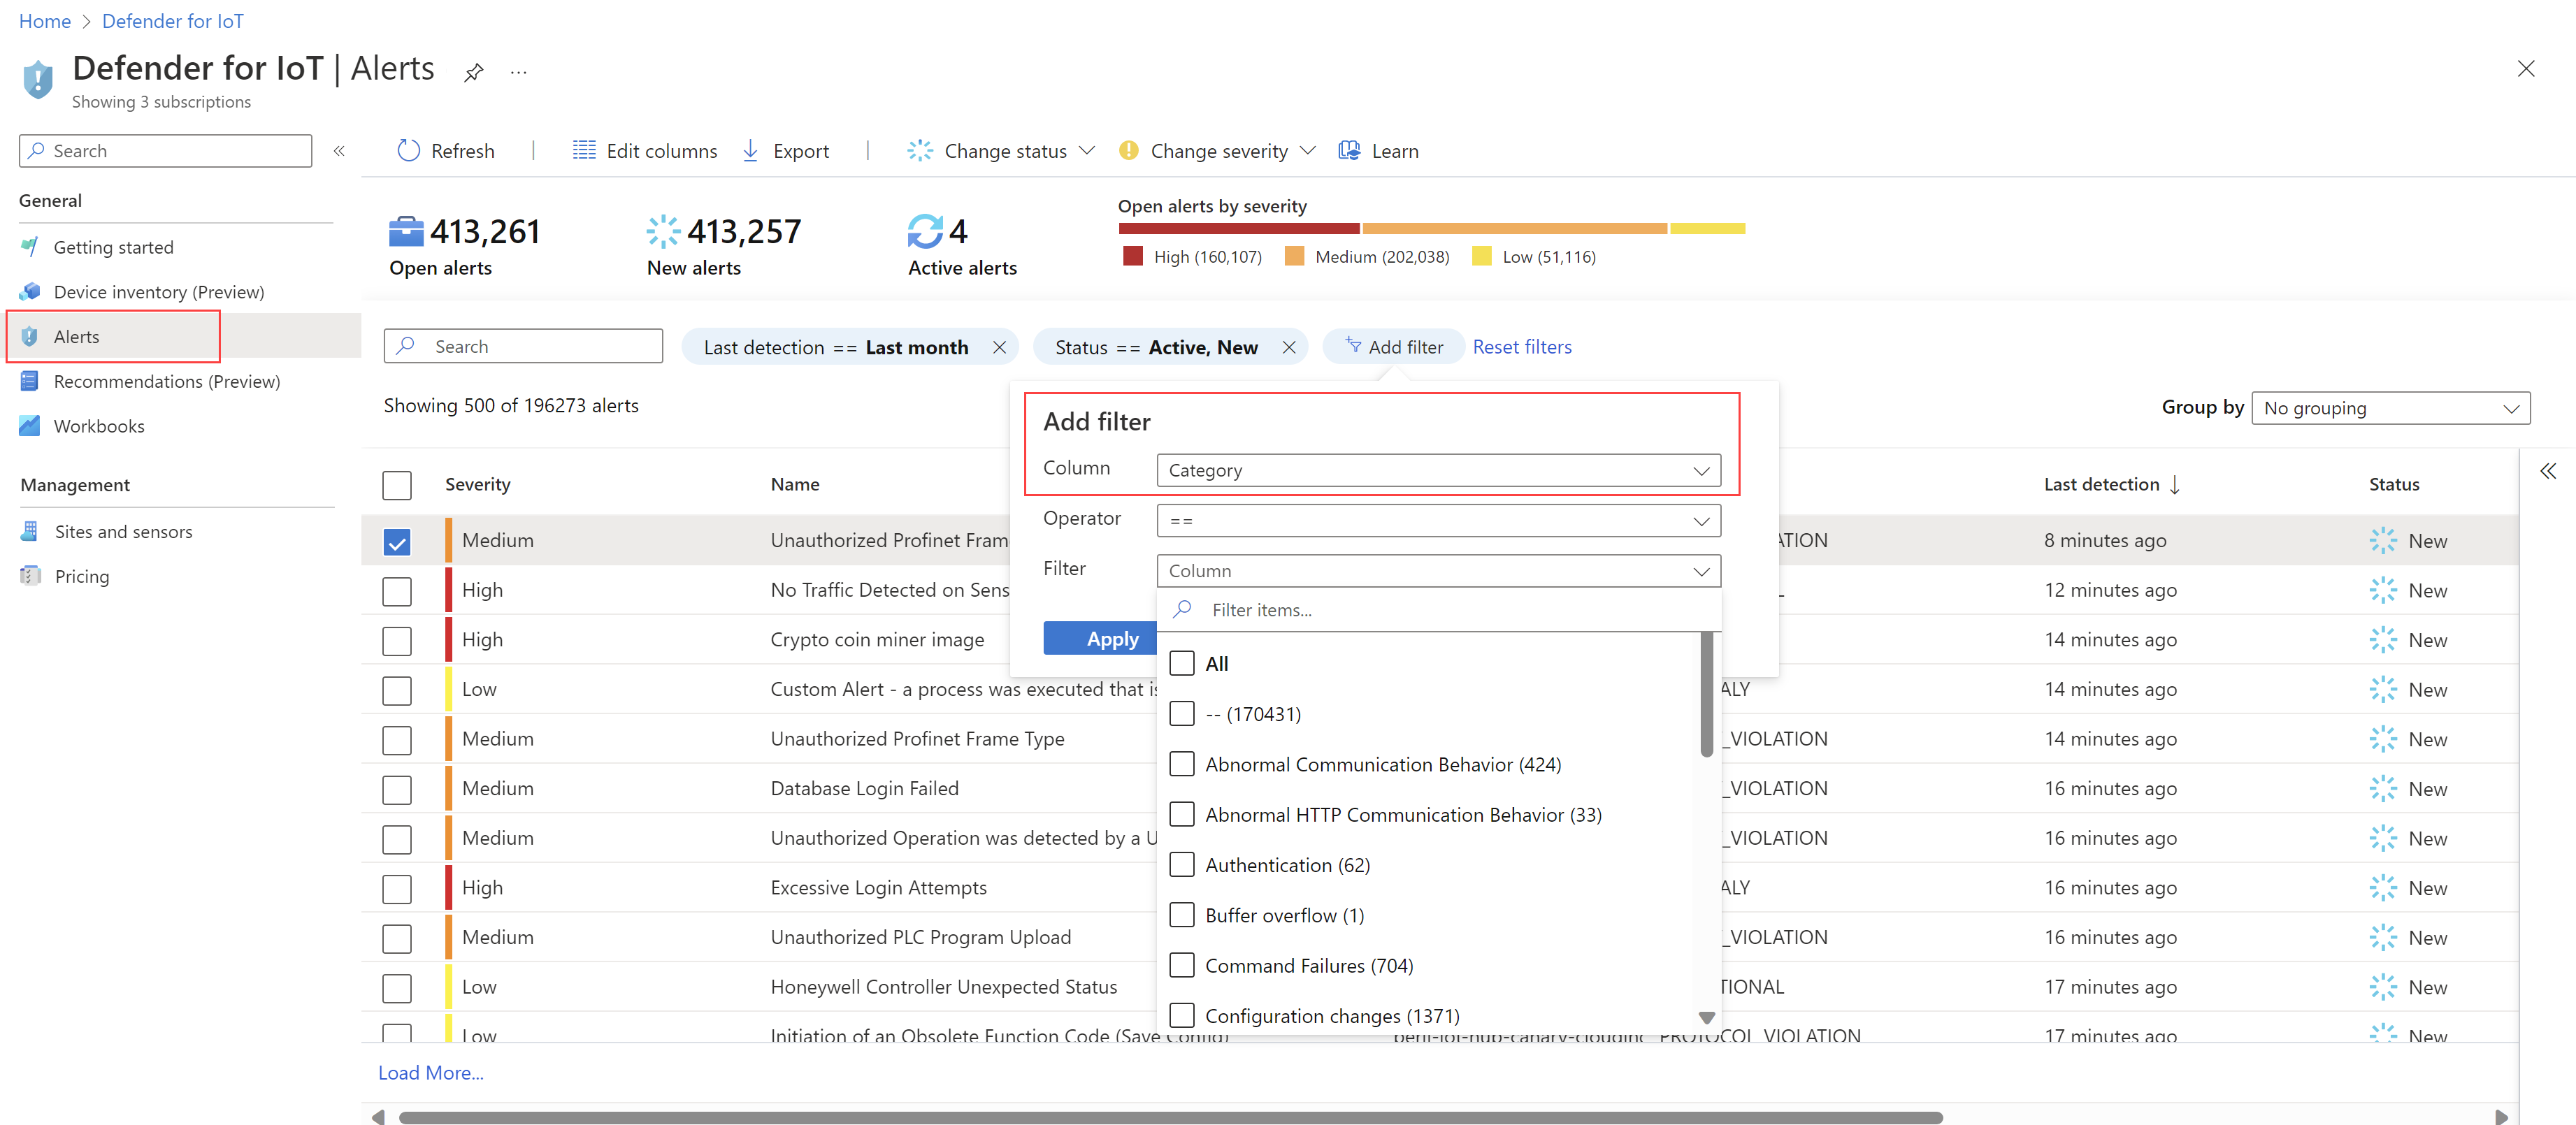 Home > Defender for IoT
Defender for IoT | Alerts ...
Showing 3 subscriptions
Search «
Refresh | Edit columns Export | Change status Change severity Learn
General
Getting started
Device inventory (Preview)
Alerts
Recommendations (Preview)
Workbooks
Management
Sites and sensors
Pricing
413,261
Open alerts
413,257
New alerts
4
Active alerts
Open alerts by severity
High (160,107) Medium (202,038) Low (51,116)
Search
Last detection == Last month
Status == Active, New
Add filter
Reset filters
Showing 500 of 196273 alerts
Group by No grouping
Add filter
Column Category
Operator ==
Filter Column
Filter items...
Apply
All
-- (170431)
Abnormal Communication Behavior (424)
Abnormal HTTP Communication Behavior (33)
Authentication (62)
Buffer overflow (1)
Command Failures (704)
Configuration changes (1371)
Severity Name Last detection ↓ Status
Medium Unauthorized Profinet Fram ATION 8 minutes ago New
High No Traffic Detected on Sens 12 minutes ago New
High Crypto coin miner image 14 minutes ago New
Low Custom Alert - a process was executed that is ALY 14 minutes ago New
Medium Unauthorized Profinet Frame Type _VIOLATION 14 minutes ago New
Medium Database Login Failed _VIOLATION 16 minutes ago New
Medium Unauthorized Operation was detected by a U _VIOLATION 16 minutes ago New
High Excessive Login Attempts ALY 16 minutes ago New
Medium Unauthorized PLC Program Upload _VIOLATION 16 minutes ago New
Low Honeywell Controller Unexpected Status TIONAL 17 minutes ago New
Low Initiation of an Obsolete Function Code (Save Config) PROTOCOL_VIOLATION 17 minutes ago New
Load More...